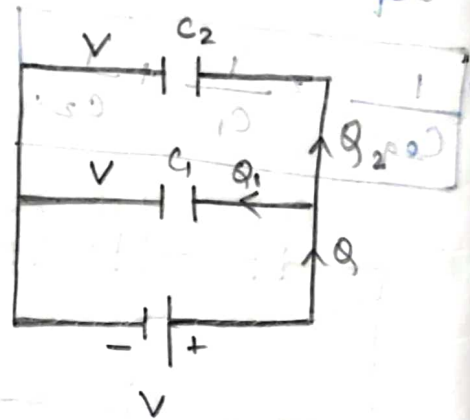 V C₂
Q₂
V C₁ Q₁
Q
- +
V